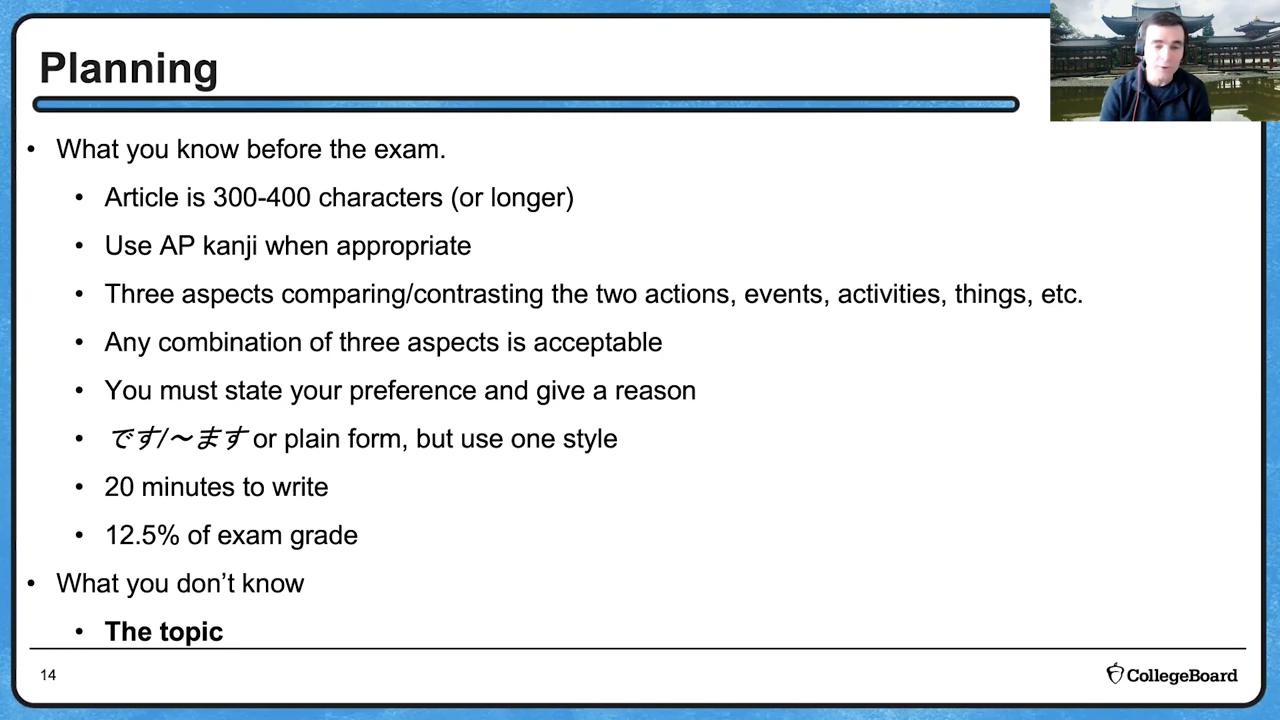 Planning
• What you know before the exam.
• Article is 300-400 characters (or longer)
• Use AP kanji when appropriate
• Three aspects comparing/contrasting the two actions, events, activities, things, etc.
• Any combination of three aspects is acceptable
• You must state your preference and give a reason
• です/〜ます or plain form, but use one style
• 20 minutes to write
• 12.5% of exam grade
• What you don’t know
• The topic
14
CollegeBoard